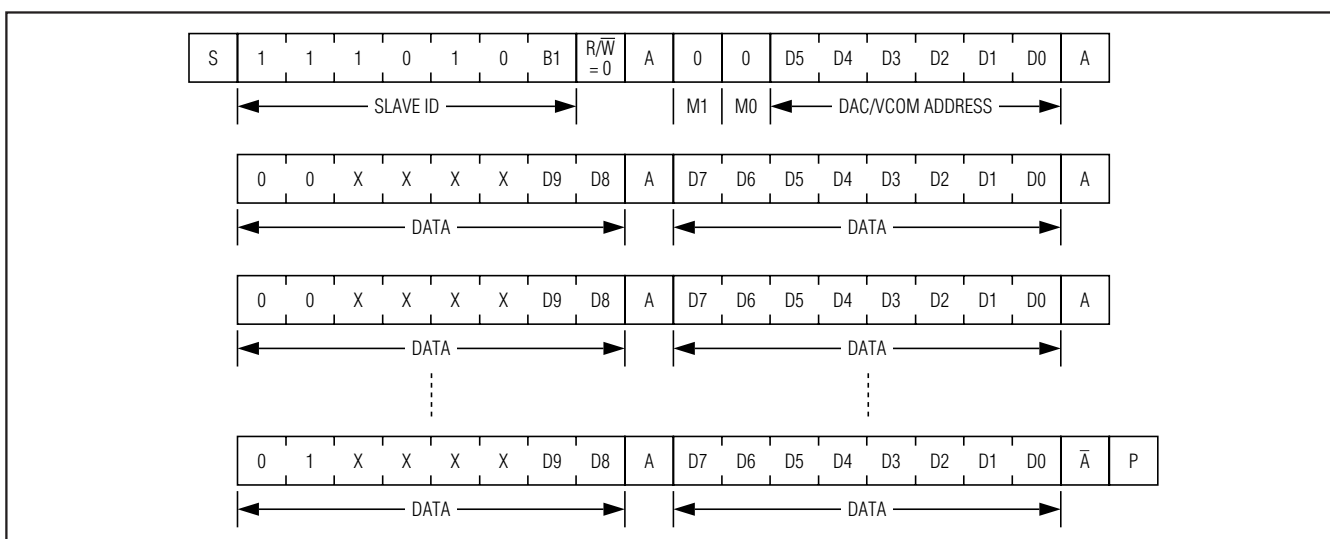 S 1 1 1 0 1 0 B1 R/W̅ = 0 A 0 0 D5 D4 D3 D2 D1 D0 A
SLAVE ID M1 M0 DAC/VCOM ADDRESS
0 0 X X X X D9 D8 A D7 D6 D5 D4 D3 D2 D1 D0 A
DATA DATA
0 0 X X X X D9 D8 A D7 D6 D5 D4 D3 D2 D1 D0 A
DATA DATA
0 1 X X X X D9 D8 A D7 D6 D5 D4 D3 D2 D1 D0 A̅ P
DATA DATA